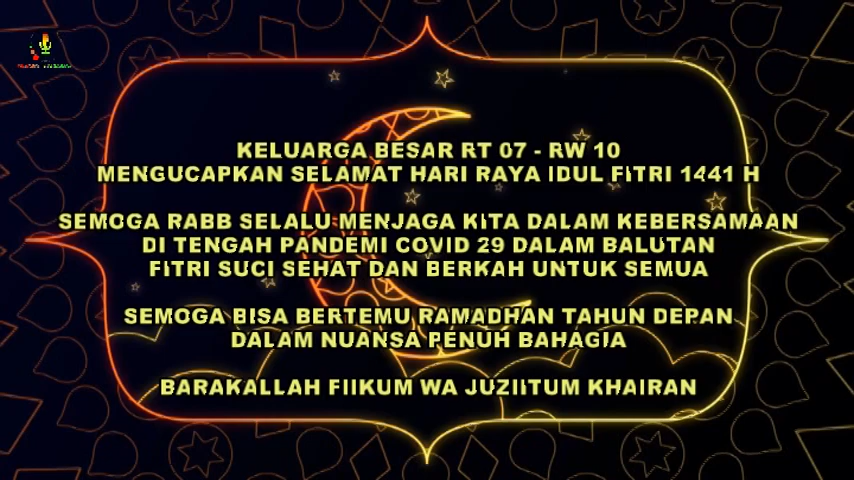 KELUARGA BESAR RT 07 - RW 10
MENGUCAPKAN SELAMAT HARI RAYA IDUL FITRI 1441 H
SEMOGA RABB SELALU MENJAGA KITA DALAM KEBERSAMAAN
DI TENGAH PANDEMI COVID 29 DALAM BALUTAN
FITRI SUCI SEHAT DAN BERKAH UNTUK SEMUA
SEMOGA BISA BERTEMU RAMADHAN TAHUN DEPAN
DALAM NUANSA PENUH BAHAGIA
BARAKALLAH FIIKUM WA JUZIITUM KHAIRAN